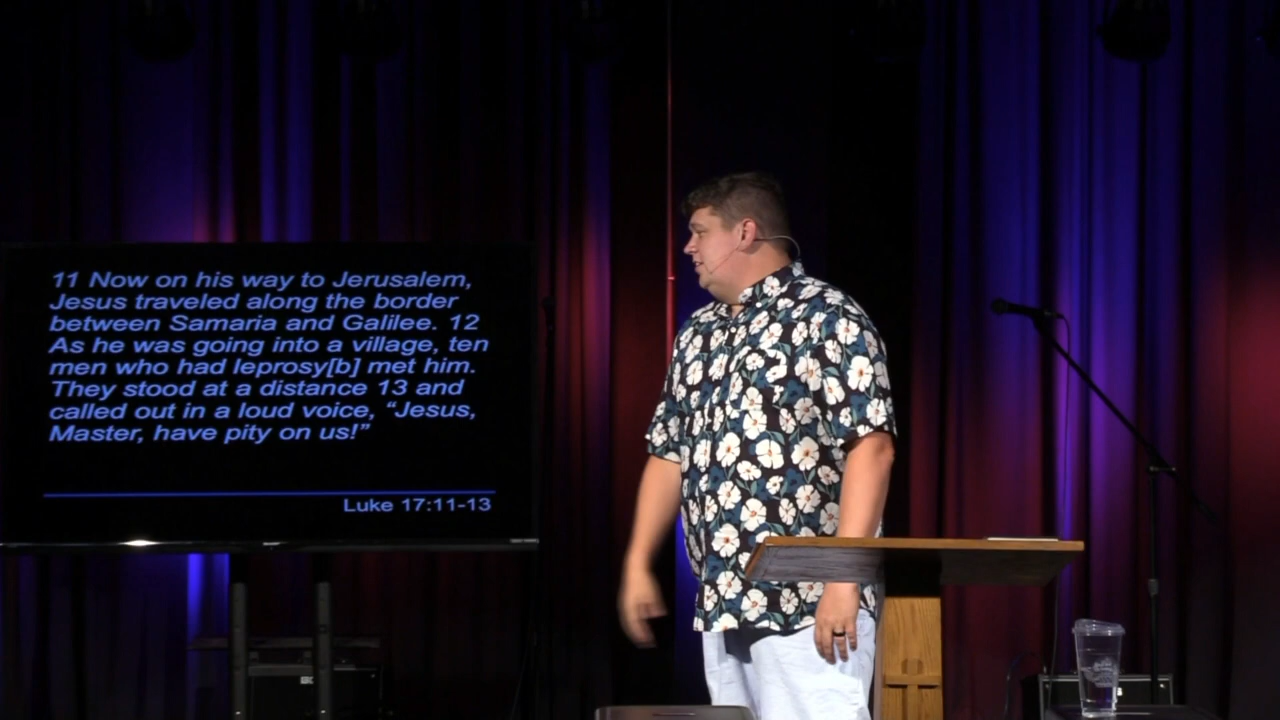 11 Now on his way to Jerusalem,
Jesus traveled along the border
between Samaria and Galilee. 12
As he was going into a village, ten
men who had leprosy[b] met him.
They stood at a distance 13 and
called out in a loud voice, “Jesus,
Master, have pity on us!”
Luke 17:11-13